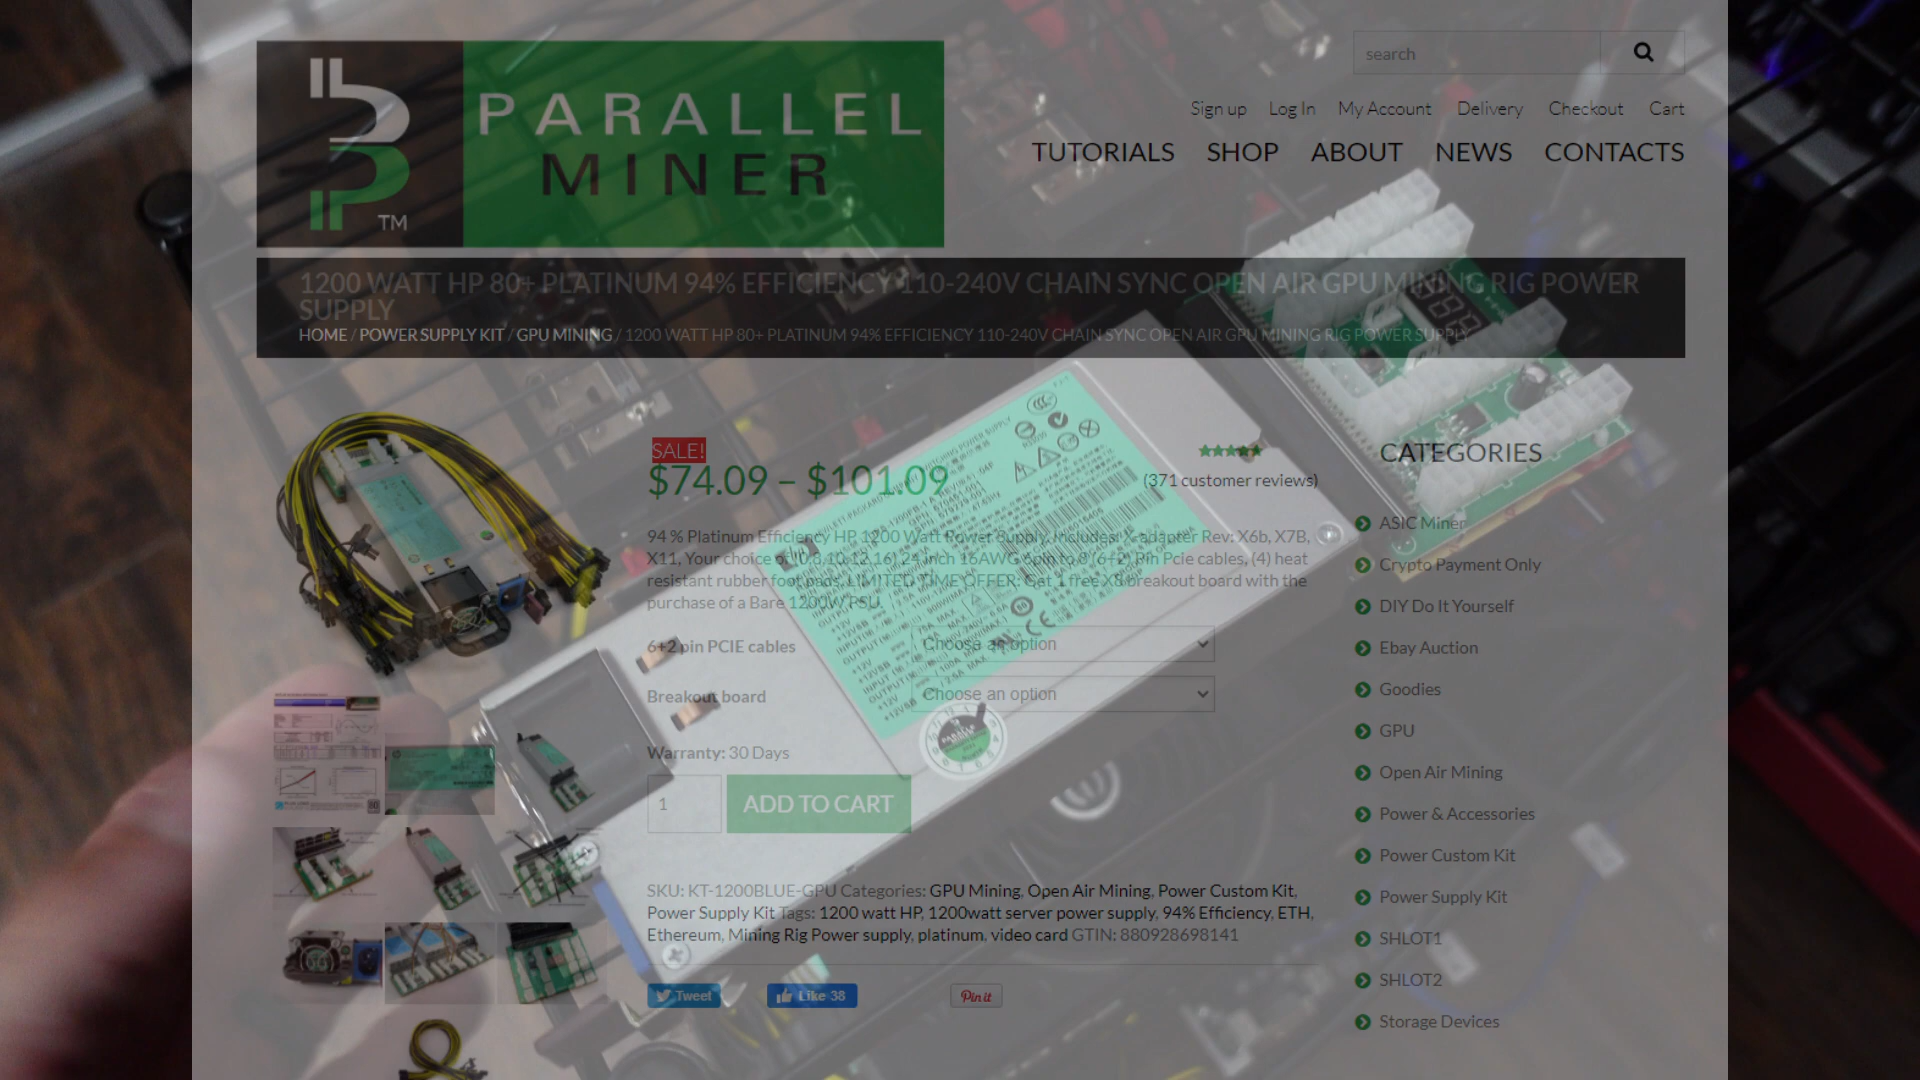 search
Sign up Log In My Account Delivery Checkout Cart
TUTORIALS SHOP ABOUT NEWS CONTACTS
PARALLEL
MINER
TM
1200 WATT HP 80+ PLATINUM 94% EFFICIENCY 110-240V CHAIN SYNC OPEN AIR GPU MINING RIG POWER
SUPPLY
HOME / POWER SUPPLY KIT / GPU MINING / 1200 WATT HP 80+ PLATINUM 94% EFFICIENCY 110-240V CHAIN SYNC OPEN AIR GPU MINING RIG POWER SUPPLY
SALE!
$74.09 – $101.09
(371 customer reviews)
94 % Platinum Efficiency HP 1200 Watt Power Supply, Includes: X-adapter Rev: X6b, X7B,
X11, Your choice of (0,8,10,12,16) 24 inch 16AWG 6pin to 8 (6+2) Pin Pcie cables, (4) heat
resistant rubber foot pads. LIMITED TIME OFFER: Get 1 free X8 breakout board with the
purchase of a Bare 1200W PSU.
6+2 pin PCIE cables
Choose an option
Breakout board
Choose an option
Warranty: 30 Days
1
ADD TO CART
SKU: KT-1200BLUE-GPU Categories: GPU Mining, Open Air Mining, Power Custom Kit,
Power Supply Kit Tags: 1200 watt HP, 1200watt server power supply, 94% Efficiency, ETH,
Ethereum, Mining Rig Power supply, platinum, video card GTIN: 880928698141
Tweet
Like 38
Pin it
CATEGORIES
ASIC Miner
Crypto Payment Only
DIY Do It Yourself
Ebay Auction
Goodies
GPU
Open Air Mining
Power & Accessories
Power Custom Kit
Power Supply Kit
SHLOT1
SHLOT2
Storage Devices